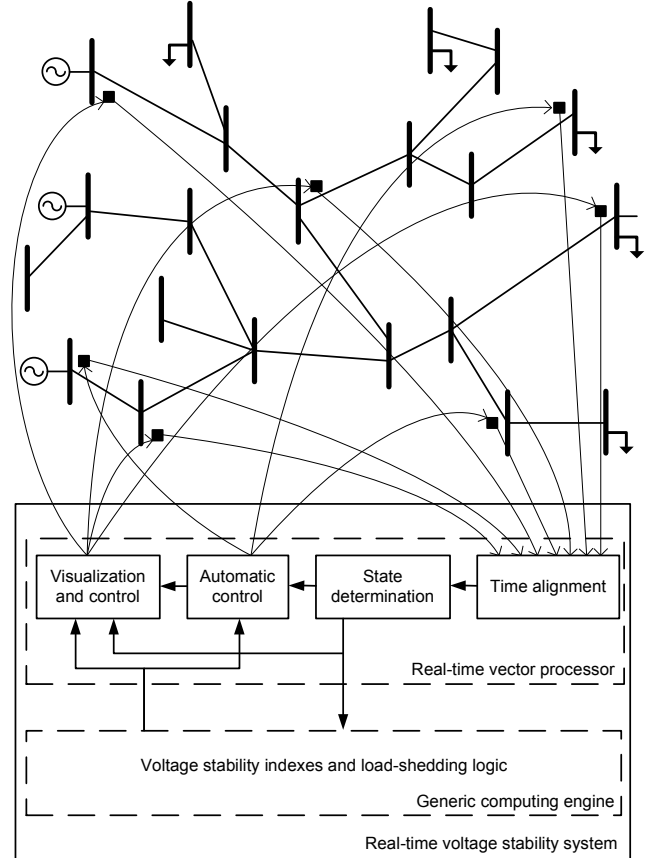 Visualization
and control
Automatic
control
State
determination
Time alignment
Real-time vector processor
Voltage stability indexes and load-shedding logic
Generic computing engine
Real-time voltage stability system